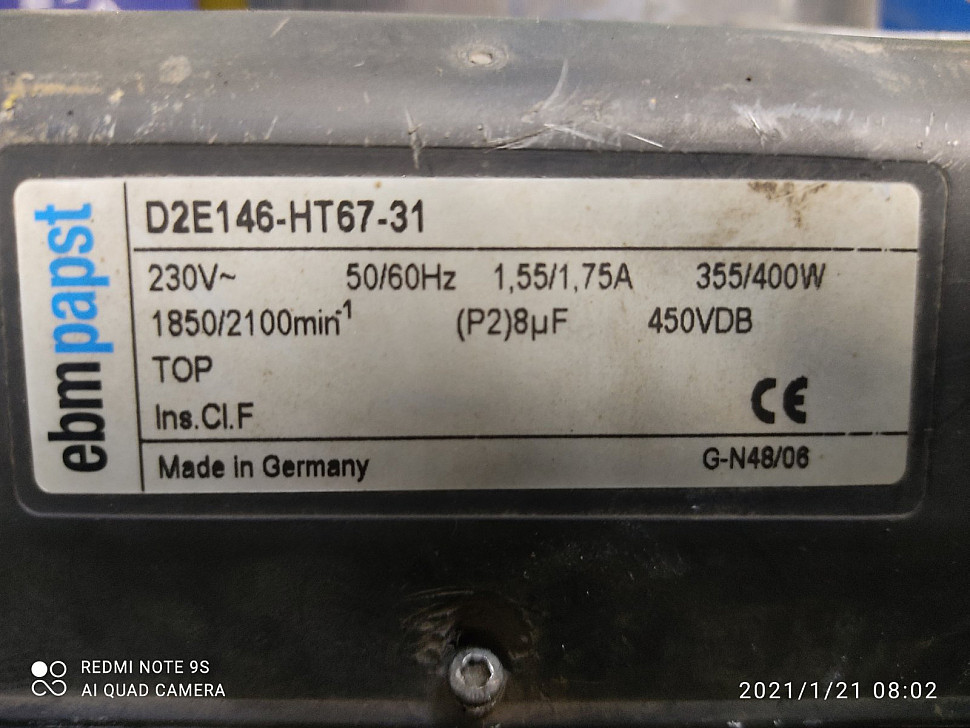 ebmpapst
D2E146-HT67-31
230V~ 50/60Hz 1,55/1,75A 355/400W
1850/2100min-1 (P2)8µF 450VDB
TOP
Ins.Cl.F
CE
Made in Germany G-N48/06
REDMI NOTE 9S
AI QUAD CAMERA
2021/1/21 08:02